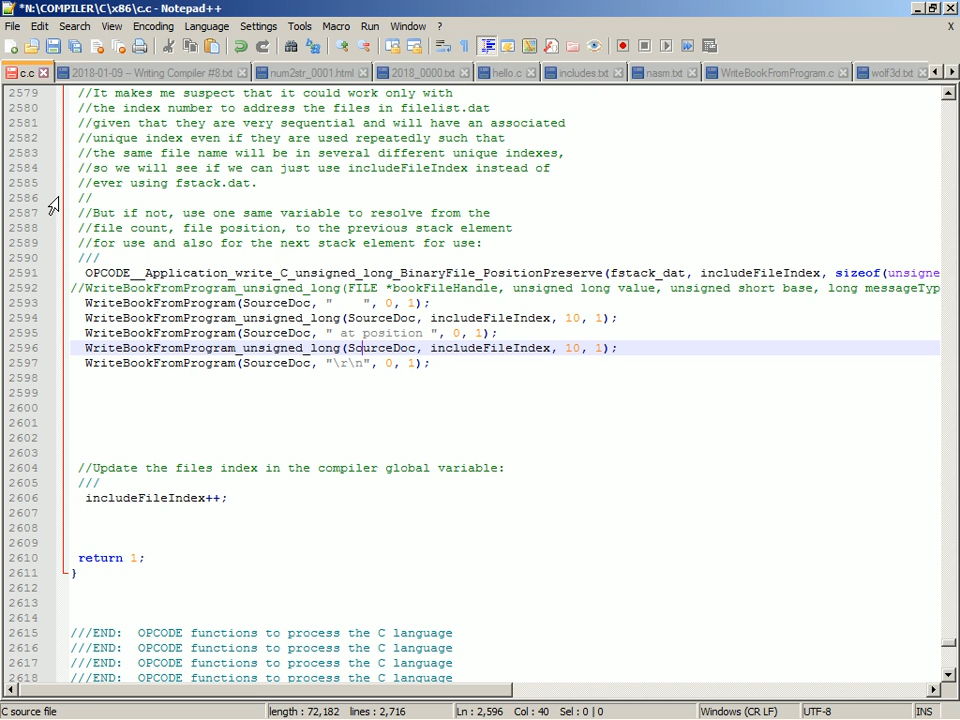 *N:\COMPILER\C\x86\c.c - Notepad++
File Edit Search View Encoding Language Settings Tools Macro Run Window ? X
c.c 2018-01-09 -- Writing Compiler #8.txt num2str_0001.html 2018_0000.txt hello.c includes.txt nasm.txt WriteBookFromProgram.c wolf3d.txt
2579 //It makes me suspect that it could work only with
2580 //the index number to address the files in filelist.dat
2581 //given that they are very sequential and will have an associated
2582 //unique index even if they are used repeatedly such that
2583 //the same file name will be in several different unique indexes,
2584 //so we will see if we can just use includeFileIndex instead of
2585 //ever using fstack.dat.
2586 //
2587 //But if not, use one same variable to resolve from the
2588 //file count, file position, to the previous stack element
2589 //for use and also for the next stack element for use:
2590 ///
2591 OPCODE__Application_write_C_unsigned_long_BinaryFile_PositionPreserve(fstack_dat, includeFileIndex, sizeof(unsigne
2592 //WriteBookFromProgram_unsigned_long(FILE *bookFileHandle, unsigned long value, unsigned short base, long messageTyp
2593 WriteBookFromProgram(SourceDoc, "    ", 0, 1);
2594 WriteBookFromProgram_unsigned_long(SourceDoc, includeFileIndex, 10, 1);
2595 WriteBookFromProgram(SourceDoc, " at position ", 0, 1);
2596 WriteBookFromProgram_unsigned_long(SourceDoc, includeFileIndex, 10, 1);
2597 WriteBookFromProgram(SourceDoc, "\r\n", 0, 1);
2598
2599
2600
2601
2602
2603
2604 //Update the files index in the compiler global variable:
2605 ///
2606 includeFileIndex++;
2607
2608
2609
2610 return 1;
2611 }
2612
2613
2614
2615 ///END:  OPCODE functions to process the C language
2616 ///END:  OPCODE functions to process the C language
2617 ///END:  OPCODE functions to process the C language
2618 ///END:  OPCODE functions to process the C language
C source file length : 72,182 lines : 2,716 Ln : 2,596 Col : 40 Sel : 0 | 0 Windows (CR LF) UTF-8 INS